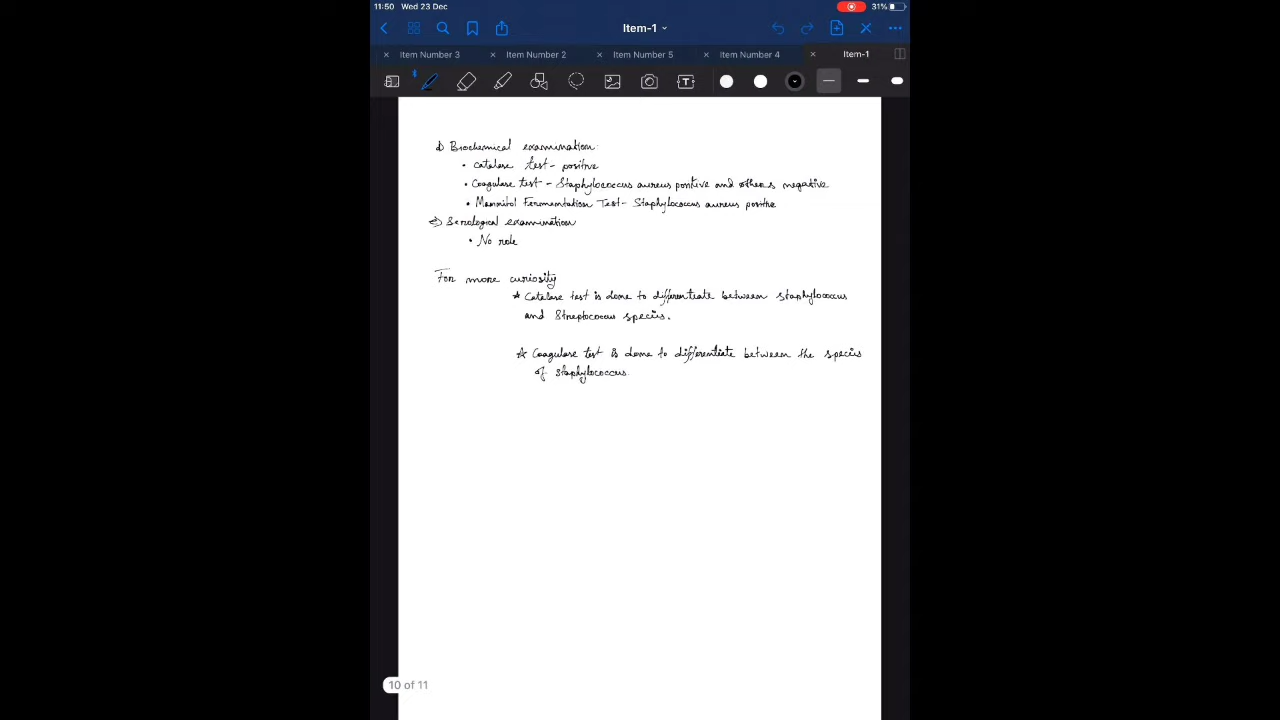 11:50 Wed 23 Dec
31%
Item-1
Item Number 3
Item Number 2
Item Number 5
Item Number 4
Item-1
T
d) Biochemical examination:
• Catalase test - positive
• Coagulase test - Staphylococcus aureus positive and others negative
• Mannitol Fermentation Test - Staphylococcus aureus positive
e) Serological examination
• No role
For more curiosity
★ Catalase test is done to differentiate between Staphylococcus
and Streptococcus species.
★ Coagulase test is done to differentiate between the species
of Staphylococcus.
10 of 11